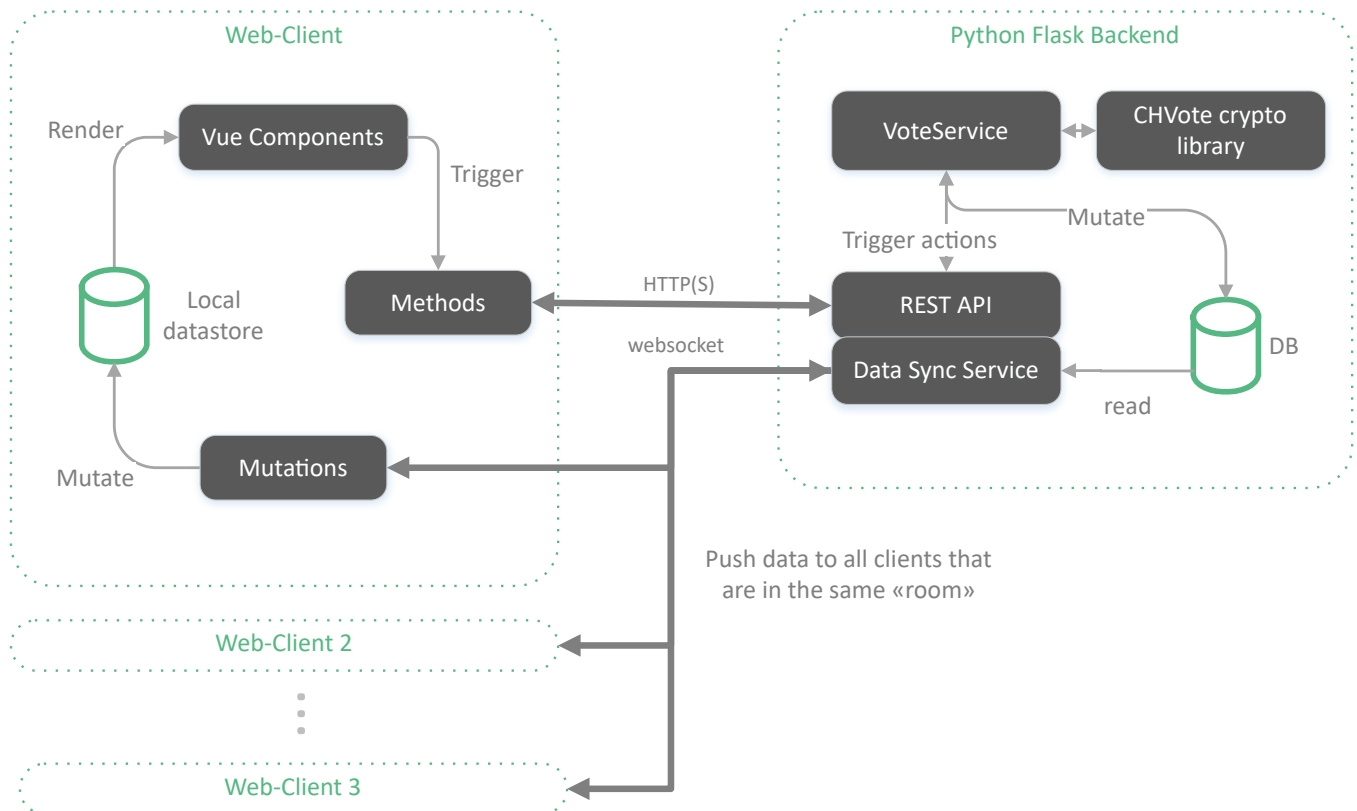 Web-Client
Python Flask Backend
Render
Vue Components
Trigger
VoteService
CHVote crypto
library
Mutate
Trigger actions
Local
datastore
Methods
HTTP(S)
REST API
websocket
Data Sync Service
DB
read
Mutate
Mutations
Push data to all clients that
are in the same «room»
Web-Client 2
Web-Client 3